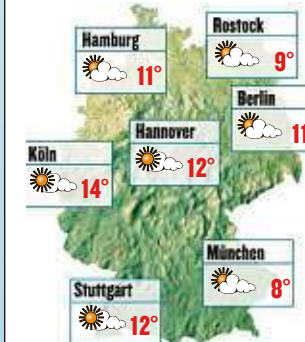 Hamburg
11°
Rostock
9°
Berlin
11
Hannover
12°
Köln
14°
München
8°
Stuttgart
12°